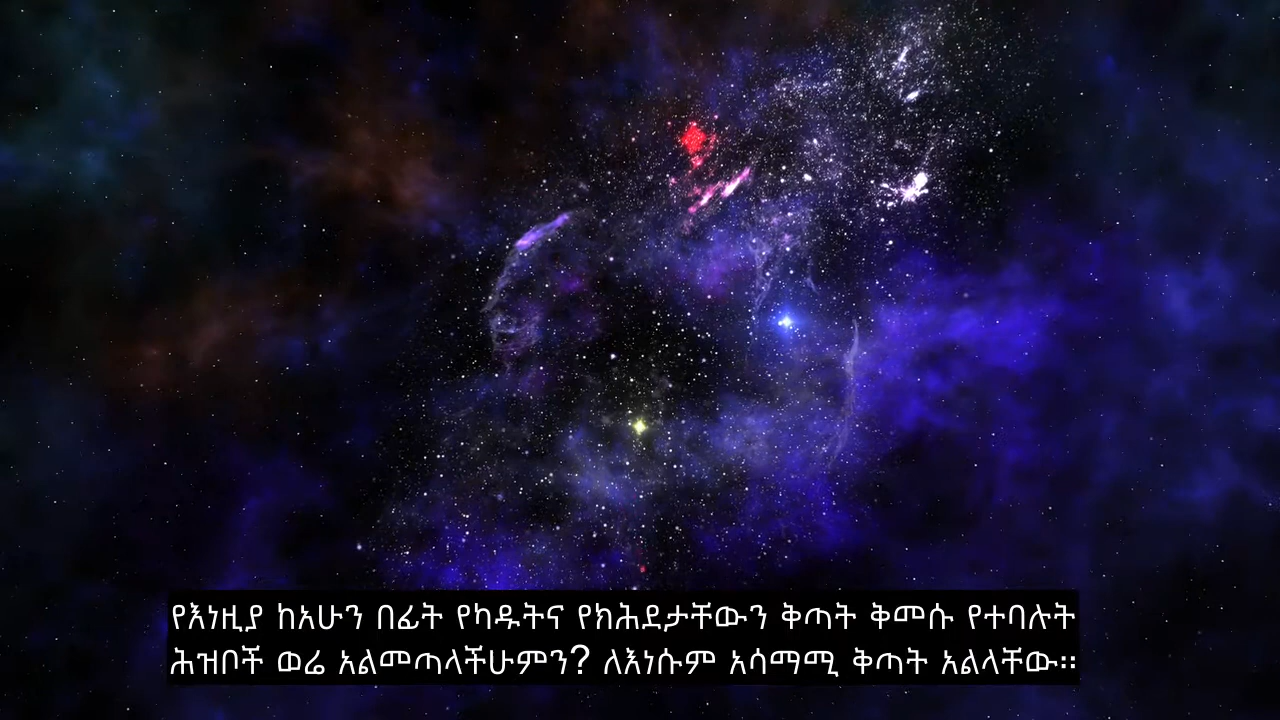 የእነዚያ ከአሁን በፊት የካዱትና የክሕደታቸውን ቅጣት ቅመሱ የተባሉት
ሕዝቦች ወሬ አልመጣላችሁምን? ለእነሱም አሳማሚ ቅጣት አልላቸው፡፡